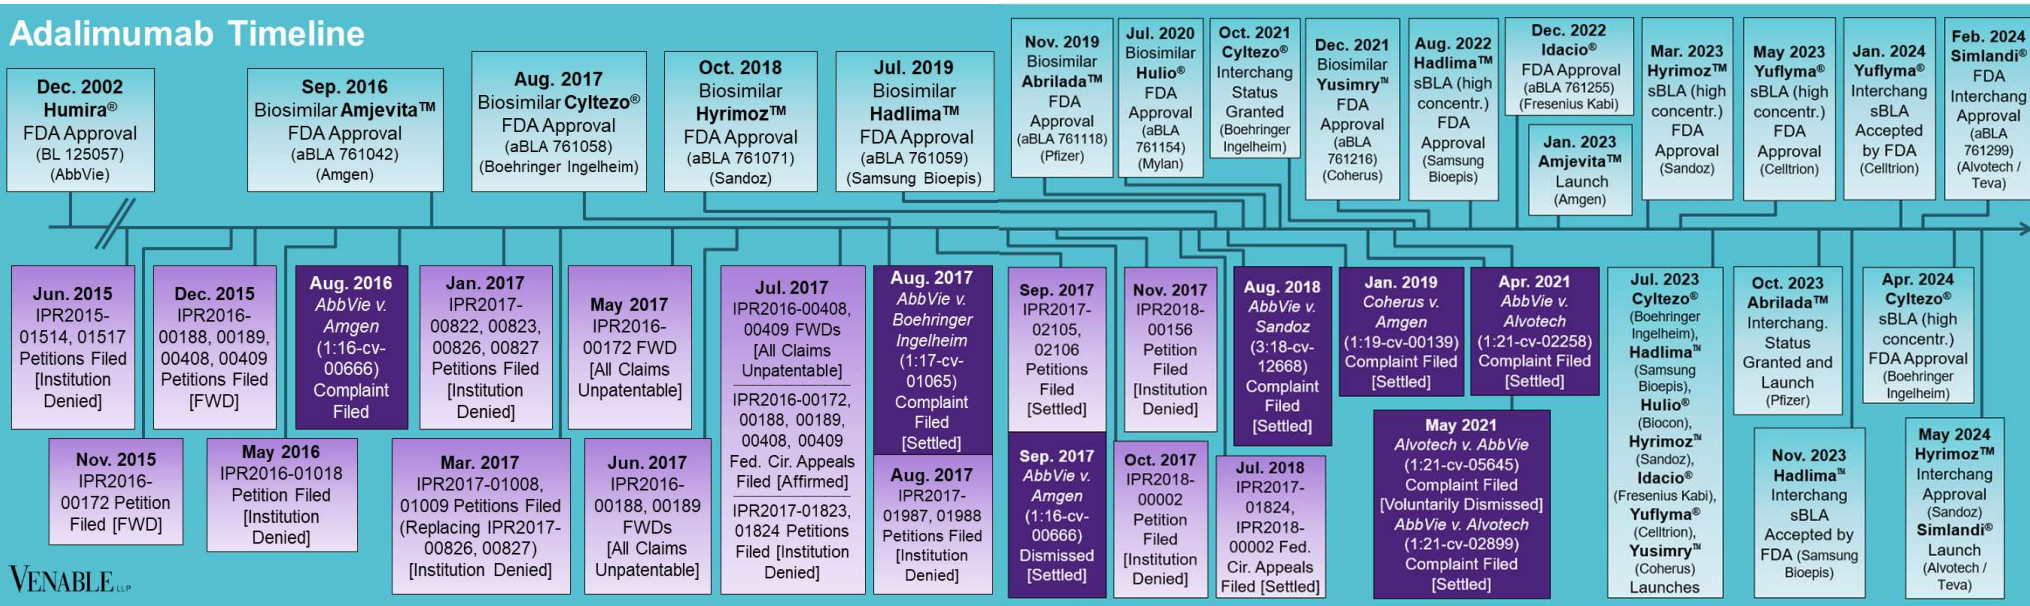 Adalimumab Timeline
Dec. 2002
Humira®
FDA Approval
(BL 125057)
(AbbVie)
Sep. 2016
Biosimilar Amjevita™
FDA Approval
(aBLA 761042)
(Amgen)
Aug. 2017
Biosimilar Cyltezo®
FDA Approval
(aBLA 761058)
(Boehringer Ingelheim)
Oct. 2018
Biosimilar
Hyrimoz™
FDA Approval
(aBLA 761071)
(Sandoz)
Jul. 2019
Biosimilar
Hadlima™
FDA Approval
(aBLA 761059)
(Samsung Bioepis)
Nov. 2019
Biosimilar
Abrilada™
FDA
Approval
(aBLA 761118)
(Pfizer)
Jul. 2020
Biosimilar
Hulio®
FDA
Approval
(aBLA
761154)
(Mylan)
Oct. 2021
Cyltezo®
Interchang
Status
Granted
(Boehringer
Ingelheim)
Dec. 2021
Biosimilar
Yusimry™
FDA
Approval
(aBLA
761216)
(Coherus)
Aug. 2022
Hadlima™
sBLA (high
concentr.)
FDA
Approval
(Samsung
Bioepis)
Dec. 2022
Idacio®
FDA Approval
(aBLA 761255)
(Fresenius Kabi)
Jan. 2023
Amjevita™
Launch
(Amgen)
Mar. 2023
Hyrimoz™
sBLA (high
concentr.)
FDA
Approval
(Sandoz)
May 2023
Yuflyma®
sBLA (high
concentr.)
FDA
Approval
(Celltrion)
Jan. 2024
Yuflyma®
Interchang
sBLA
Accepted
by FDA
(Celltrion)
Feb. 2024
Simlandi®
FDA
Interchang
Approval
(aBLA
761299)
(Alvotech /
Teva)
Jun. 2015
IPR2015-
01514, 01517
Petitions Filed
[Institution
Denied]
Nov. 2015
IPR2016-
00172 Petition
Filed [FWD]
Dec. 2015
IPR2016-
00188, 00189,
00408, 00409
Petitions Filed
[FWD]
May 2016
IPR2016-01018
Petition Filed
[Institution
Denied]
Aug. 2016
AbbVie v.
Amgen
(1:16-cv-
00666)
Complaint
Filed
Jan. 2017
IPR2017-
00822, 00823,
00826, 00827
Petitions Filed
[Institution
Denied]
Mar. 2017
IPR2017-01008,
01009 Petitions Filed
(Replacing IPR2017-
00826, 00827)
[Institution Denied]
May 2017
IPR2016-
00172 FWD
[All Claims
Unpatentable]
Jun. 2017
IPR2016-
00188, 00189
FWDs
[All Claims
Unpatentable]
Jul. 2017
IPR2016-00408,
00409 FWDs
[All Claims
Unpatentable]
IPR2016-00172,
00188, 00189,
00408, 00409
Fed. Cir. Appeals
Filed [Affirmed]
IPR2017-01823,
01824 Petitions
Filed [Institution
Denied]
Aug. 2017
AbbVie v.
Boehringer
Ingelheim
(1:17-cv-
01065)
Complaint
Filed
[Settled]
Aug. 2017
IPR2017-
01987, 01988
Petitions Filed
[Institution
Denied]
Sep. 2017
IPR2017-
02105,
02106
Petitions
Filed
[Settled]
Sep. 2017
AbbVie v.
Amgen
(1:16-cv-
00666)
Dismissed
[Settled]
Nov. 2017
IPR2018-
00156
Petition
Filed
[Institution
Denied]
Oct. 2017
IPR2018-
00002
Petition
Filed
[Institution
Denied]
Aug. 2018
AbbVie v.
Sandoz
(3:18-cv-
12668)
Complaint
Filed
[Settled]
Jul. 2018
IPR2017-
01824,
IPR2018-
00002 Fed.
Cir. Appeals
Filed [Settled]
Jan. 2019
Coherus v.
Amgen
(1:19-cv-00139)
Complaint Filed
[Settled]
Apr. 2021
AbbVie v.
Alvotech
(1:21-cv-02258)
Complaint Filed
[Settled]
May 2021
Alvotech v. AbbVie
(1:21-cv-05645)
Complaint Filed
[Voluntarily Dismissed]
AbbVie v. Alvotech
(1:21-cv-02899)
Complaint Filed
[Settled]
Jul. 2023
Cyltezo®
(Boehringer
Ingelheim),
Hadlima™
(Samsung
Bioepis),
Hulio®
(Biocon),
Hyrimoz™
(Sandoz),
Idacio®
(Fresenius Kabi),
Yuflyma®
(Celltrion),
Yusimry™
(Coherus)
Launches
Oct. 2023
Abrilada™
Interchang.
Status
Granted and
Launch
(Pfizer)
Nov. 2023
Hadlima™
Interchang
sBLA
Accepted by
FDA (Samsung
Bioepis)
Apr. 2024
Cyltezo®
sBLA (high
concentr.)
FDA Approval
(Boehringer
Ingelheim)
May 2024
Hyrimoz™
Interchang
Approval
(Sandoz)
Simlandi®
Launch
(Alvotech /
Teva)
VENABLE LLP